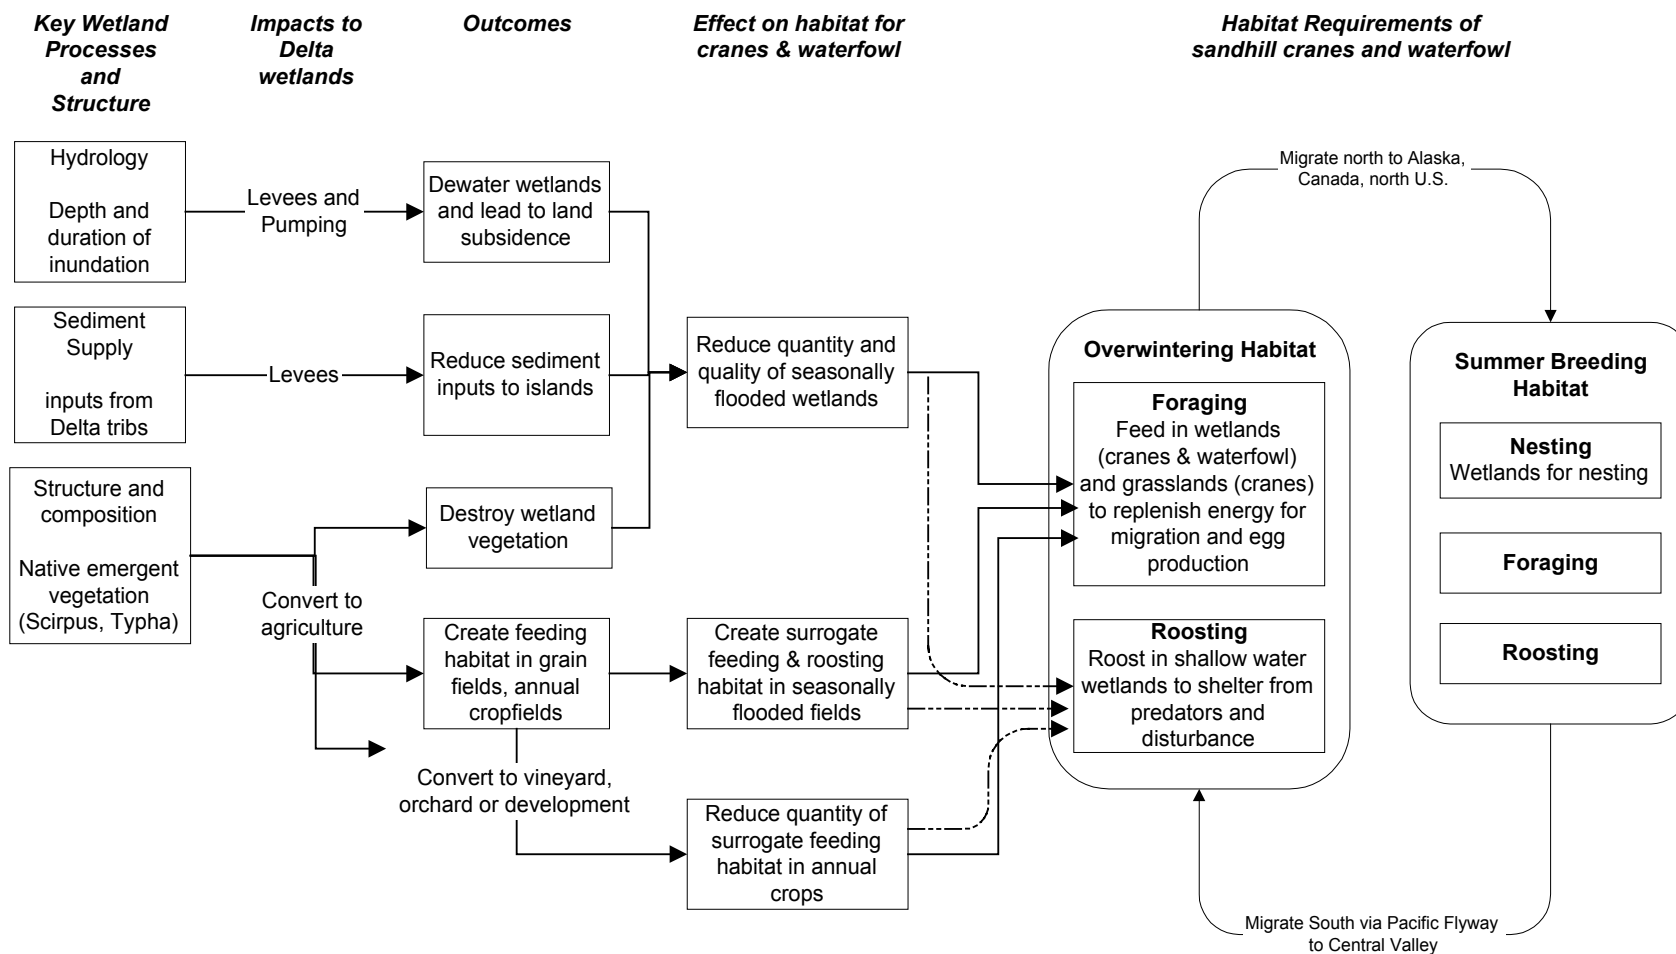 Key Wetland
Processes
and
Structure
Impacts to
Delta
wetlands
Outcomes
Effect on habitat for
cranes & waterfowl
Habitat Requirements of
sandhill cranes and waterfowl
Hydrology
Depth and
duration of
inundation
Levees and
Pumping
Dewater wetlands
and lead to land
subsidence
Migrate north to Alaska,
Canada, north U.S.
Sediment
Supply
inputs from
Delta tribs
Levees
Reduce sediment
inputs to islands
Reduce quantity and
quality of seasonally
flooded wetlands
Structure and
composition
Native emergent
vegetation
(Scirpus, Typha)
Convert to
agriculture
Destroy wetland
vegetation
Create feeding
habitat in grain
fields, annual
cropfields
Create surrogate
feeding & roosting
habitat in seasonally
flooded fields
Convert to vineyard,
orchard or development
Reduce quantity of
surrogate feeding
habitat in annual
crops
Overwintering Habitat
Foraging
Feed in wetlands
(cranes & waterfowl)
and grasslands (cranes)
to replenish energy for
migration and egg
production
Roosting
Roost in shallow water
wetlands to shelter from
predators and
disturbance
Summer Breeding
Habitat
Nesting
Wetlands for nesting
Foraging
Roosting
Migrate South via Pacific Flyway
to Central Valley